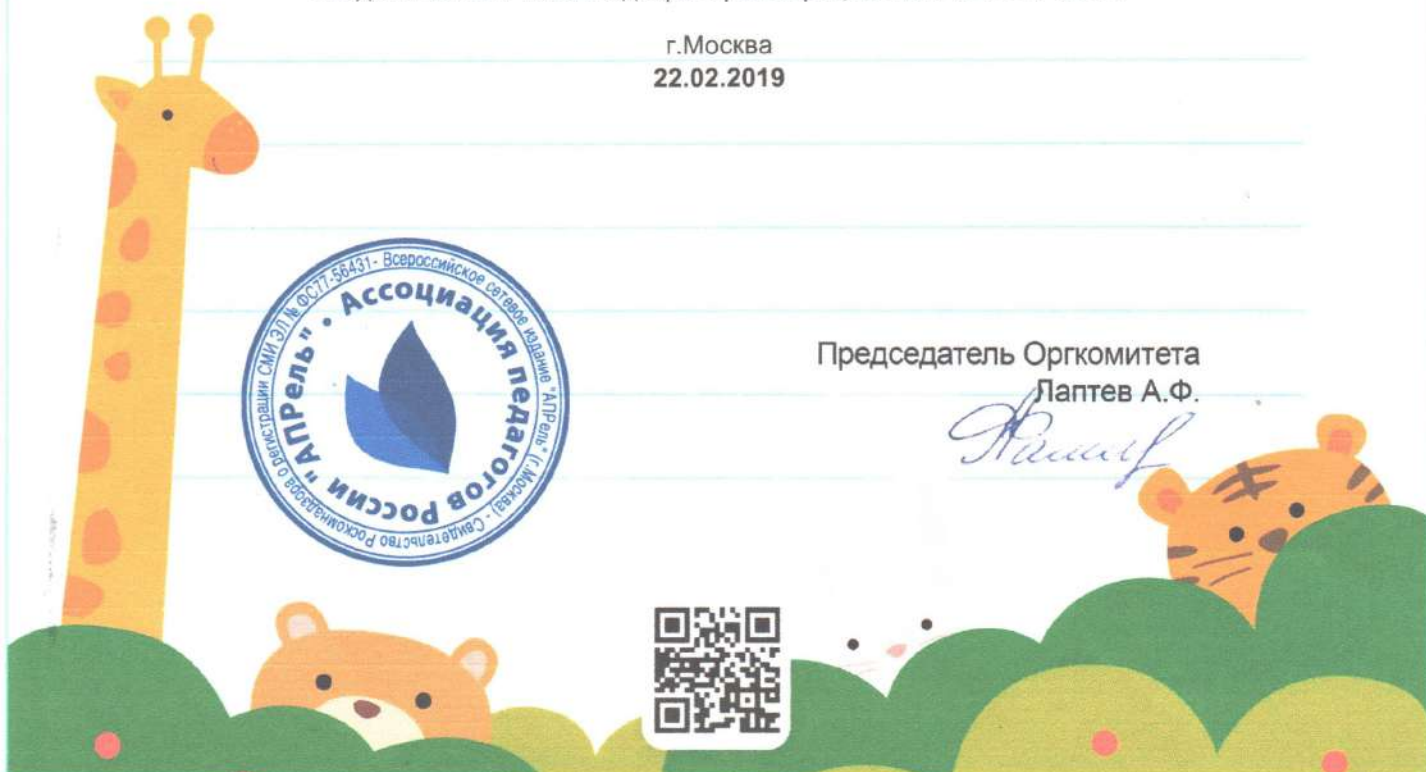 г.Москва
22.02.2019
Всероссийское сетевое издание "АПРель" (г.Москва) - Свидетельство Роскомнадзора о регистрации СМИ ЭЛ № ФС77-56431-
Ассоциация педагогов России "АПРель" •
Председатель Оргкомитета
Лаптев А.Ф.